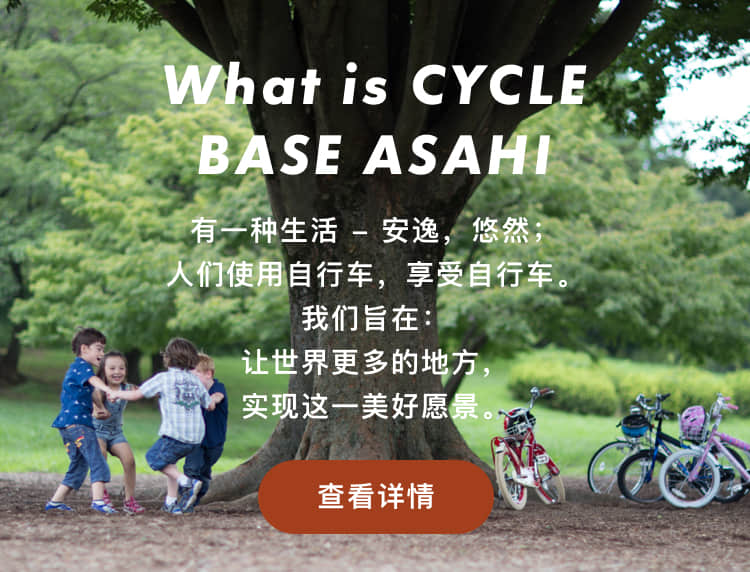 What is CYCLE
BASE ASAHI
有一种生活 – 安逸，悠然；
人们使用自行车，享受自行车。
我们旨在：
让世界更多的地方，
实现这一美好愿景。
查看详情